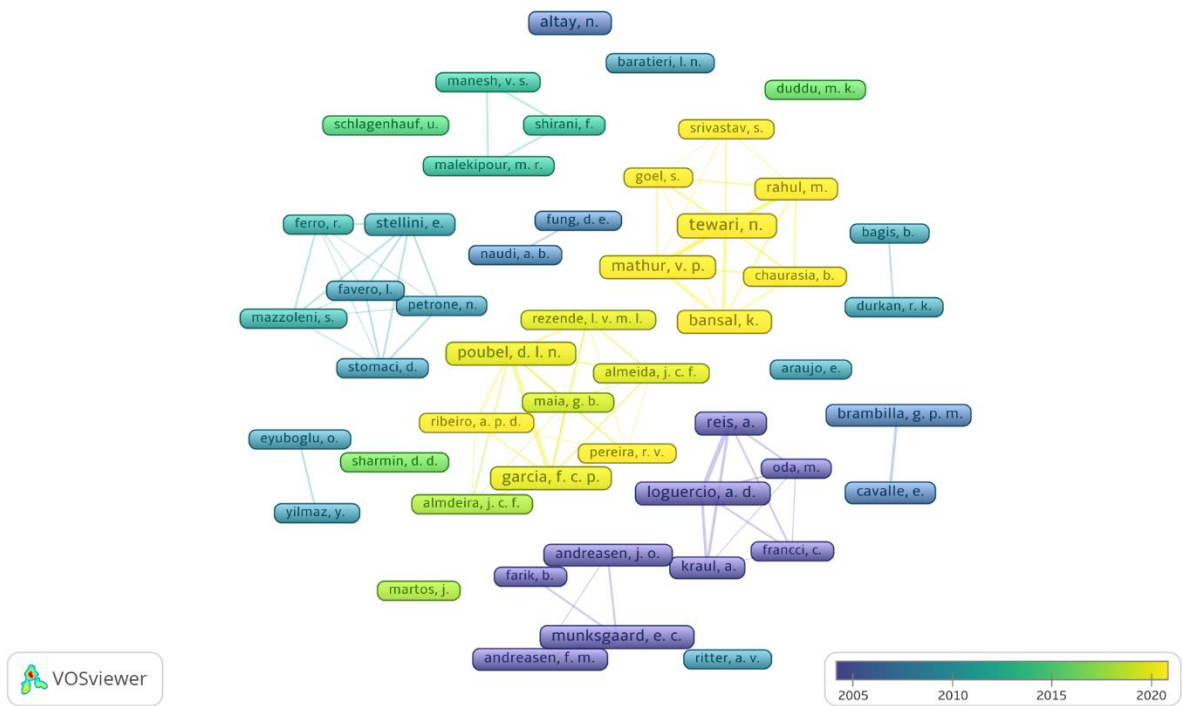 altay, n.
baratieri, l. n.
manesh, v. s.
duddu, m. k.
schlagenhauf, u.
shirani, f.
srivastav, s.
malekipour, m. r.
goel, s.
rahul, m.
ferro, r.
stellini, e.
fung, d. e.
tewari, n.
bagis, b.
naudi, a. b.
mathur, v. p.
chaurasia, b.
favero, l.
petrone, n.
durkan, r. k.
mazzoleni, s.
rezende, l. v. m. l.
bansal, k.
poubel, d. l. n.
stomaci, d.
almeida, j. c. f.
araujo, e.
maia, g. b.
brambilla, g. p. m.
ribeiro, a. p. d.
reis, a.
eyuboglu, o.
pereira, r. v.
sharmin, d. d.
oda, m.
garcia, f. c. p.
loguercio, a. d.
cavalle, e.
almdeira, j. c. f.
yilmaz, y.
andreasen, j. o.
francci, c.
farik, b.
kraul, a.
martos, j.
munksgaard, e. c.
andreasen, f. m.
ritter, a. v.
VOSviewer
2005 2010 2015 2020